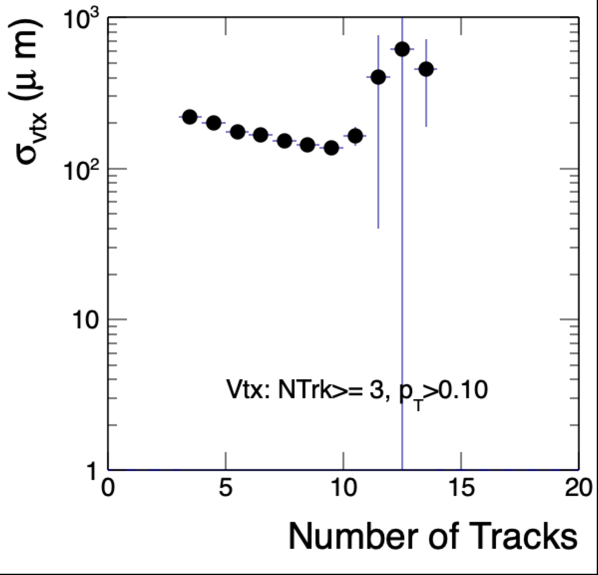 σvtx (μ m)
10³
10²
10
1
Vtx: NTrk>= 3, pT>0.10
0 5 10 15 20
Number of Tracks